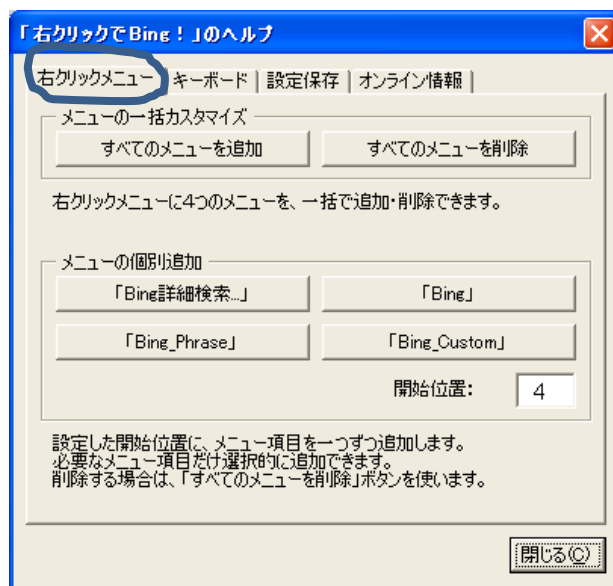 「右クリックでBing！」のヘルプ
右クリックメニュー キーボード 設定保存 オンライン情報
メニューの一括カスタマイズ
すべてのメニューを追加 すべてのメニューを削除
右クリックメニューに4つのメニューを、一括で追加・削除できます。
メニューの個別追加
「Bing詳細検索...」 「Bing」
「Bing_Phrase」 「Bing_Custom」
開始位置： 4
設定した開始位置に、メニュー項目を一つずつ追加します。
必要なメニュー項目だけ選択的に追加できます。
削除する場合は、「すべてのメニューを削除」ボタンを使います。
閉じる(C)